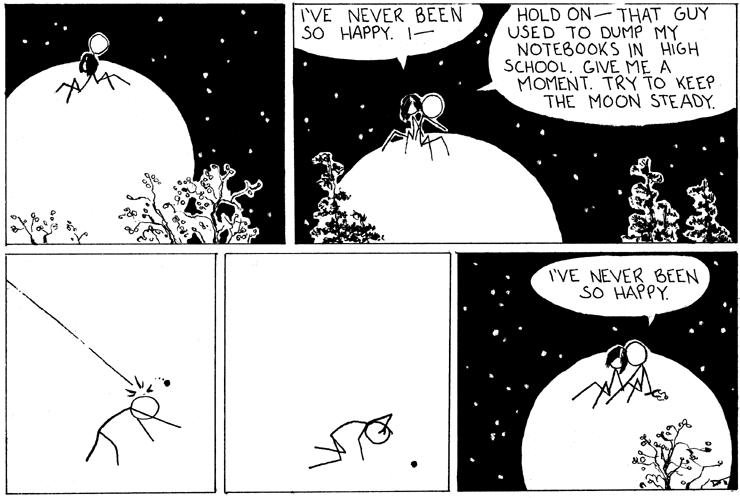 I'VE NEVER BEEN
SO HAPPY. I—
HOLD ON— THAT GUY
USED TO DUMP MY
NOTEBOOKS IN HIGH
SCHOOL. GIVE ME A
MOMENT. TRY TO KEEP
THE MOON STEADY.
I'VE NEVER BEEN
SO HAPPY.